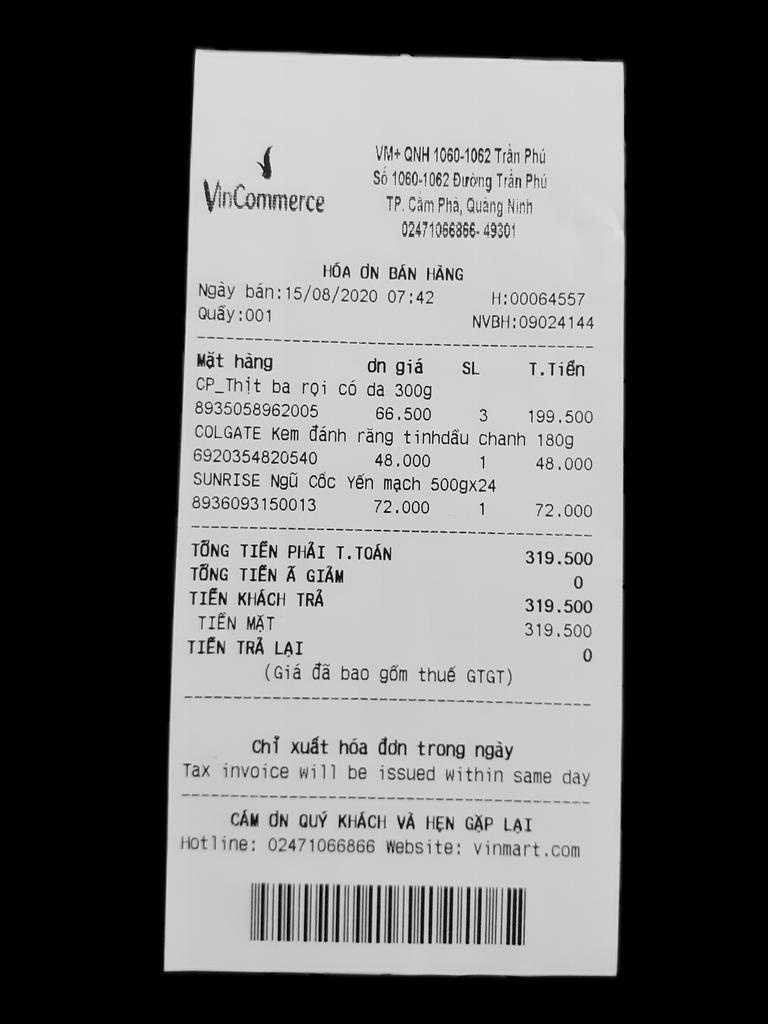 VinCommerce
VM+ QNH 1060-1062 Trần Phú
Số 1060-1062 Đường Trần Phú
TP. Cẩm Phả, Quảng Ninh
02471066866- 49301
HÓA ƠN BÁN HÀNG
Ngày bán:15/08/2020 07:42 H:00064557
Quầy:001 NVBH:09024144
Mặt hàng ơn giá SL T.Tiền
CP_Thịt ba rọi có da 300g
8935058962005 66.500 3 199.500
COLGATE Kem đánh răng tinhdầu chanh 180g
6920354820540 48.000 1 48.000
SUNRISE Ngũ Cốc Yến mạch 500gx24
8936093150013 72.000 1 72.000
TỔNG TIỀN PHẢI T.TOÁN 319.500
TỔNG TIỀN Ã GIẢM 0
TIỀN KHÁCH TRẢ 319.500
TIỀN MẶT 319.500
TIỀN TRẢ LẠI 0
(Giá đã bao gồm thuế GTGT)
Chỉ xuất hóa đơn trong ngày
Tax invoice will be issued within same day
CẢM ƠN QUÝ KHÁCH VÀ HẸN GẶP LẠI
Hotline: 02471066866 Website: vinmart.com